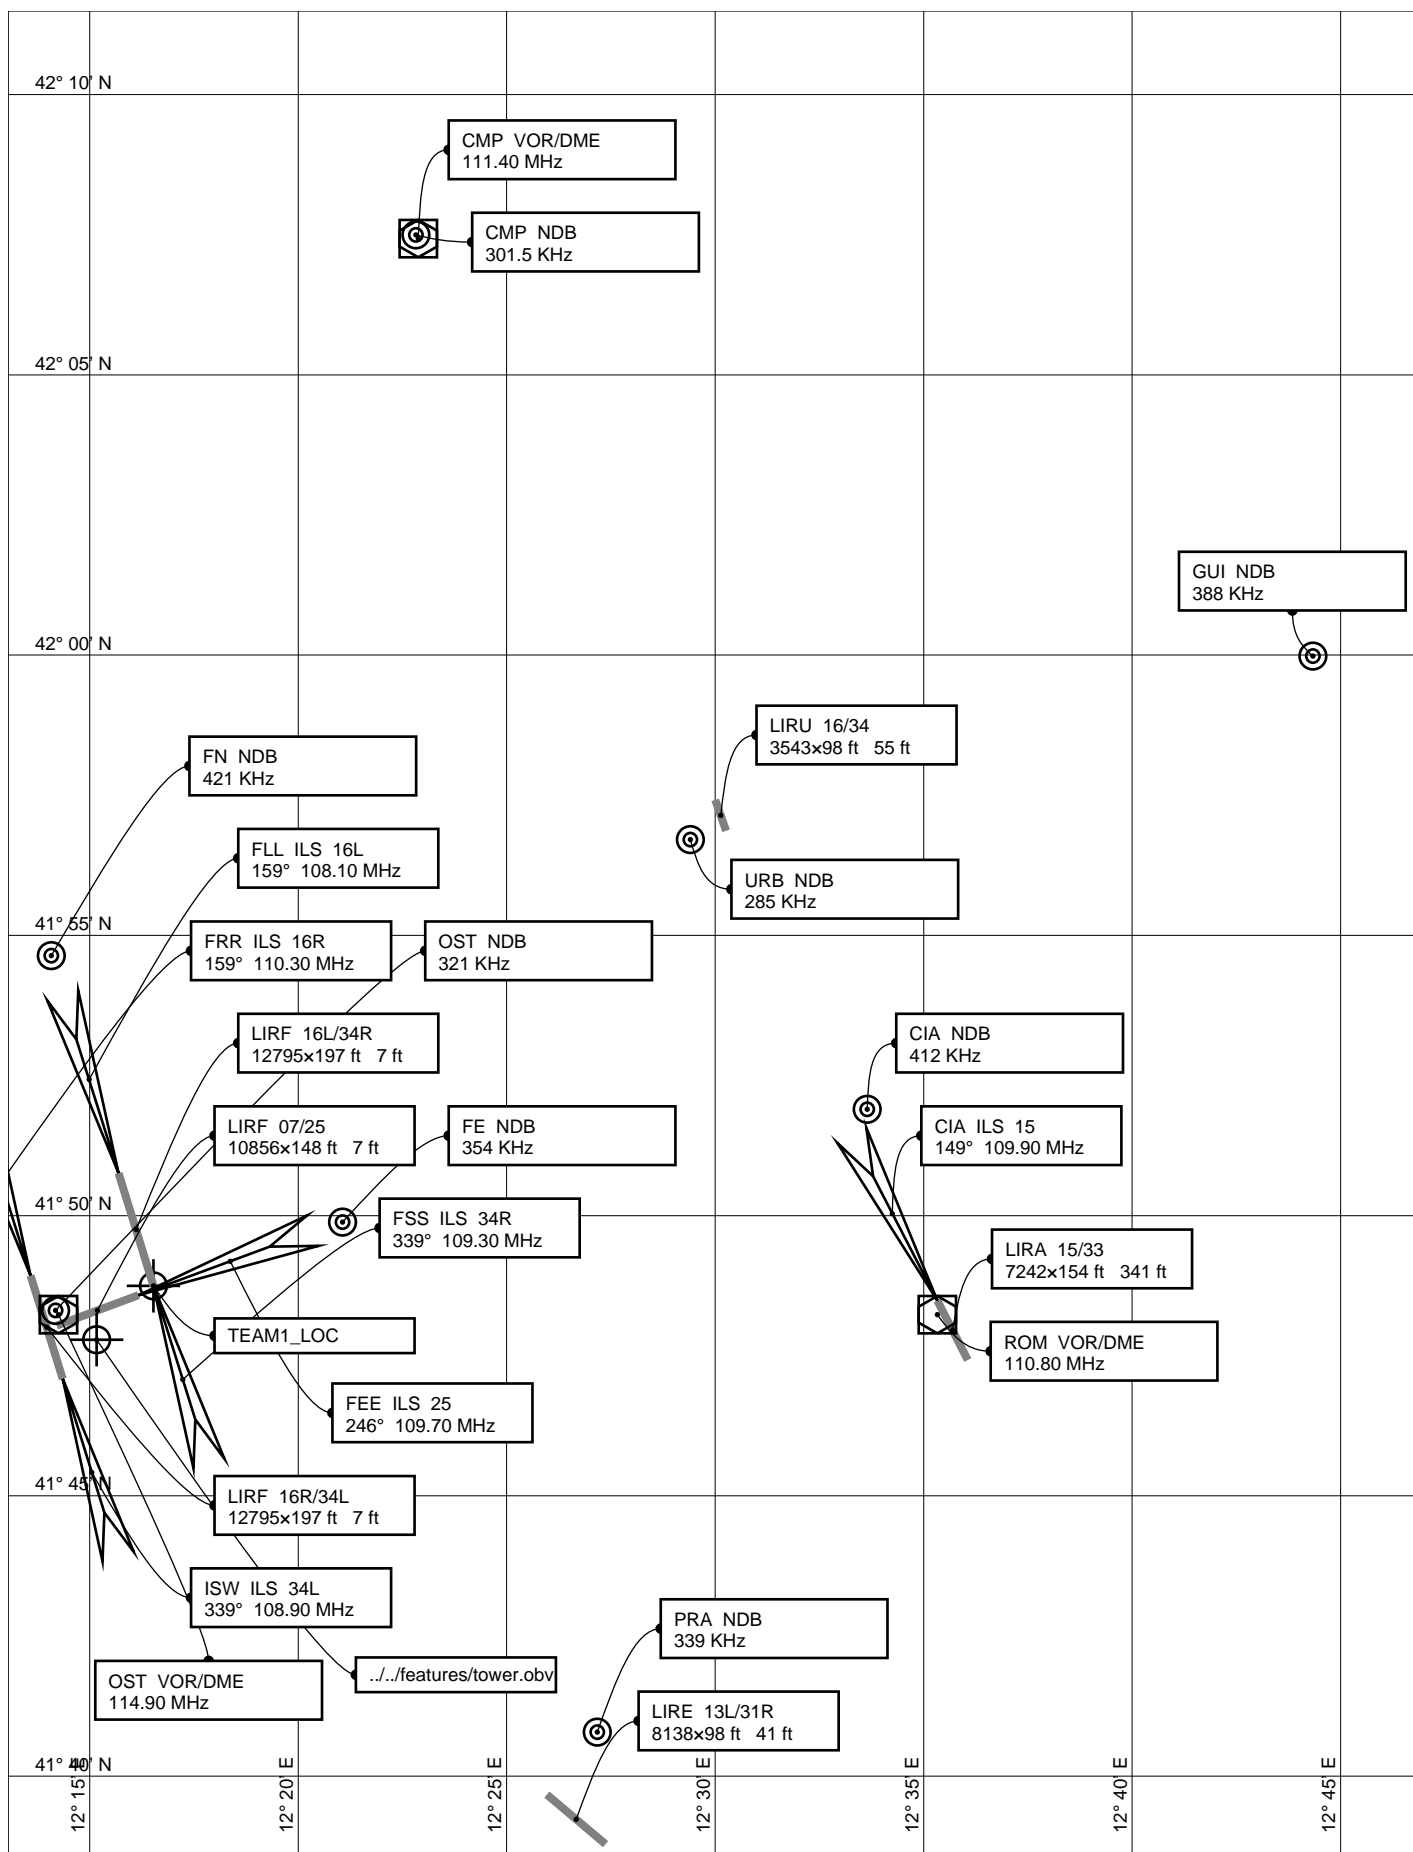 42° 10' N
CMP VOR/DME
111.40 MHz
CMP NDB
301.5 KHz
42° 05' N
GUI NDB
388 KHz
42° 00' N
LIRU 16/34
3543×98 ft 55 ft
FN NDB
421 KHz
FLL ILS 16L
159° 108.10 MHz
URB NDB
285 KHz
41° 55' N
FRR ILS 16R
159° 110.30 MHz
OST NDB
321 KHz
LIRF 16L/34R
12795×197 ft 7 ft
CIA NDB
412 KHz
LIRF 07/25
10856×148 ft 7 ft
FE NDB
354 KHz
CIA ILS 15
149° 109.90 MHz
41° 50' N
FSS ILS 34R
339° 109.30 MHz
LIRA 15/33
7242×154 ft 341 ft
TEAM1_LOC
ROM VOR/DME
110.80 MHz
FEE ILS 25
246° 109.70 MHz
41° 45' N
LIRF 16R/34L
12795×197 ft 7 ft
ISW ILS 34L
339° 108.90 MHz
PRA NDB
339 KHz
OST VOR/DME
114.90 MHz
../../features/tower.obv
LIRE 13L/31R
8138×98 ft 41 ft
41° 40' N
12° 15' E
12° 20' E
12° 25' E
12° 30' E
12° 35' E
12° 40' E
12° 45' E